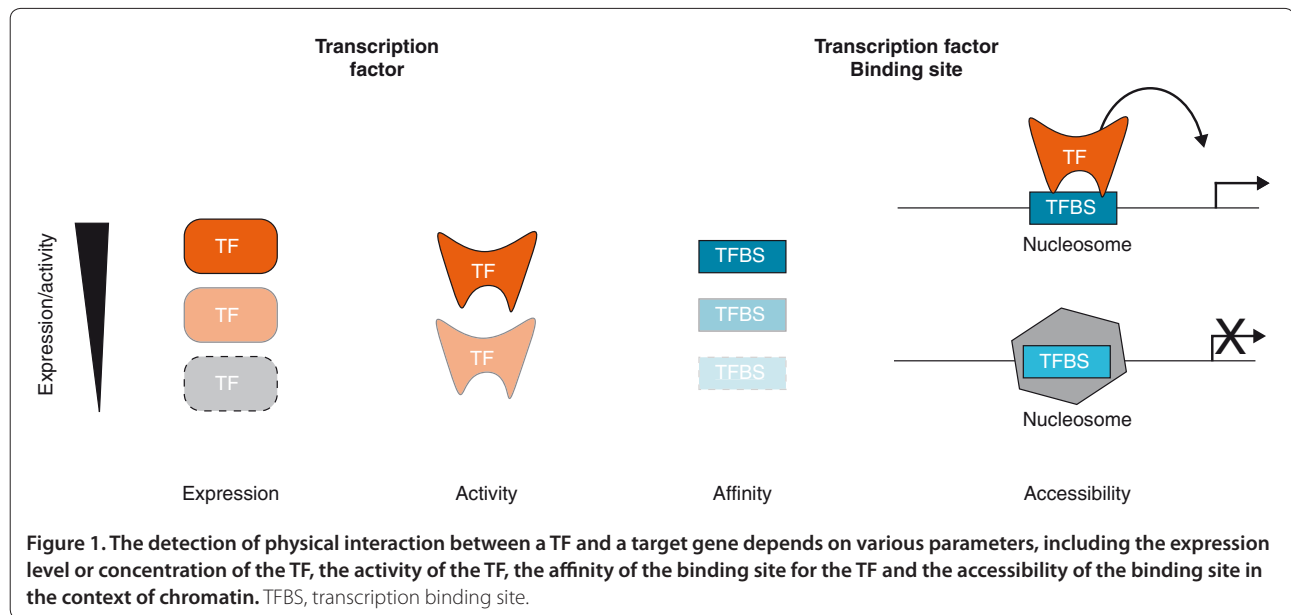 Transcription
factor
Transcription factor
Binding site
TF
TFBS
Nucleosome
Expression/activity
TF
TF
TF
TF
TF
TFBS
TFBS
TFBS
X
TFBS
Nucleosome
Expression
Activity
Affinity
Accessibility
Figure 1. The detection of physical interaction between a TF and a target gene depends on various parameters, including the expression
level or concentration of the TF, the activity of the TF, the affinity of the binding site for the TF and the accessibility of the binding site in
the context of chromatin. TFBS, transcription binding site.